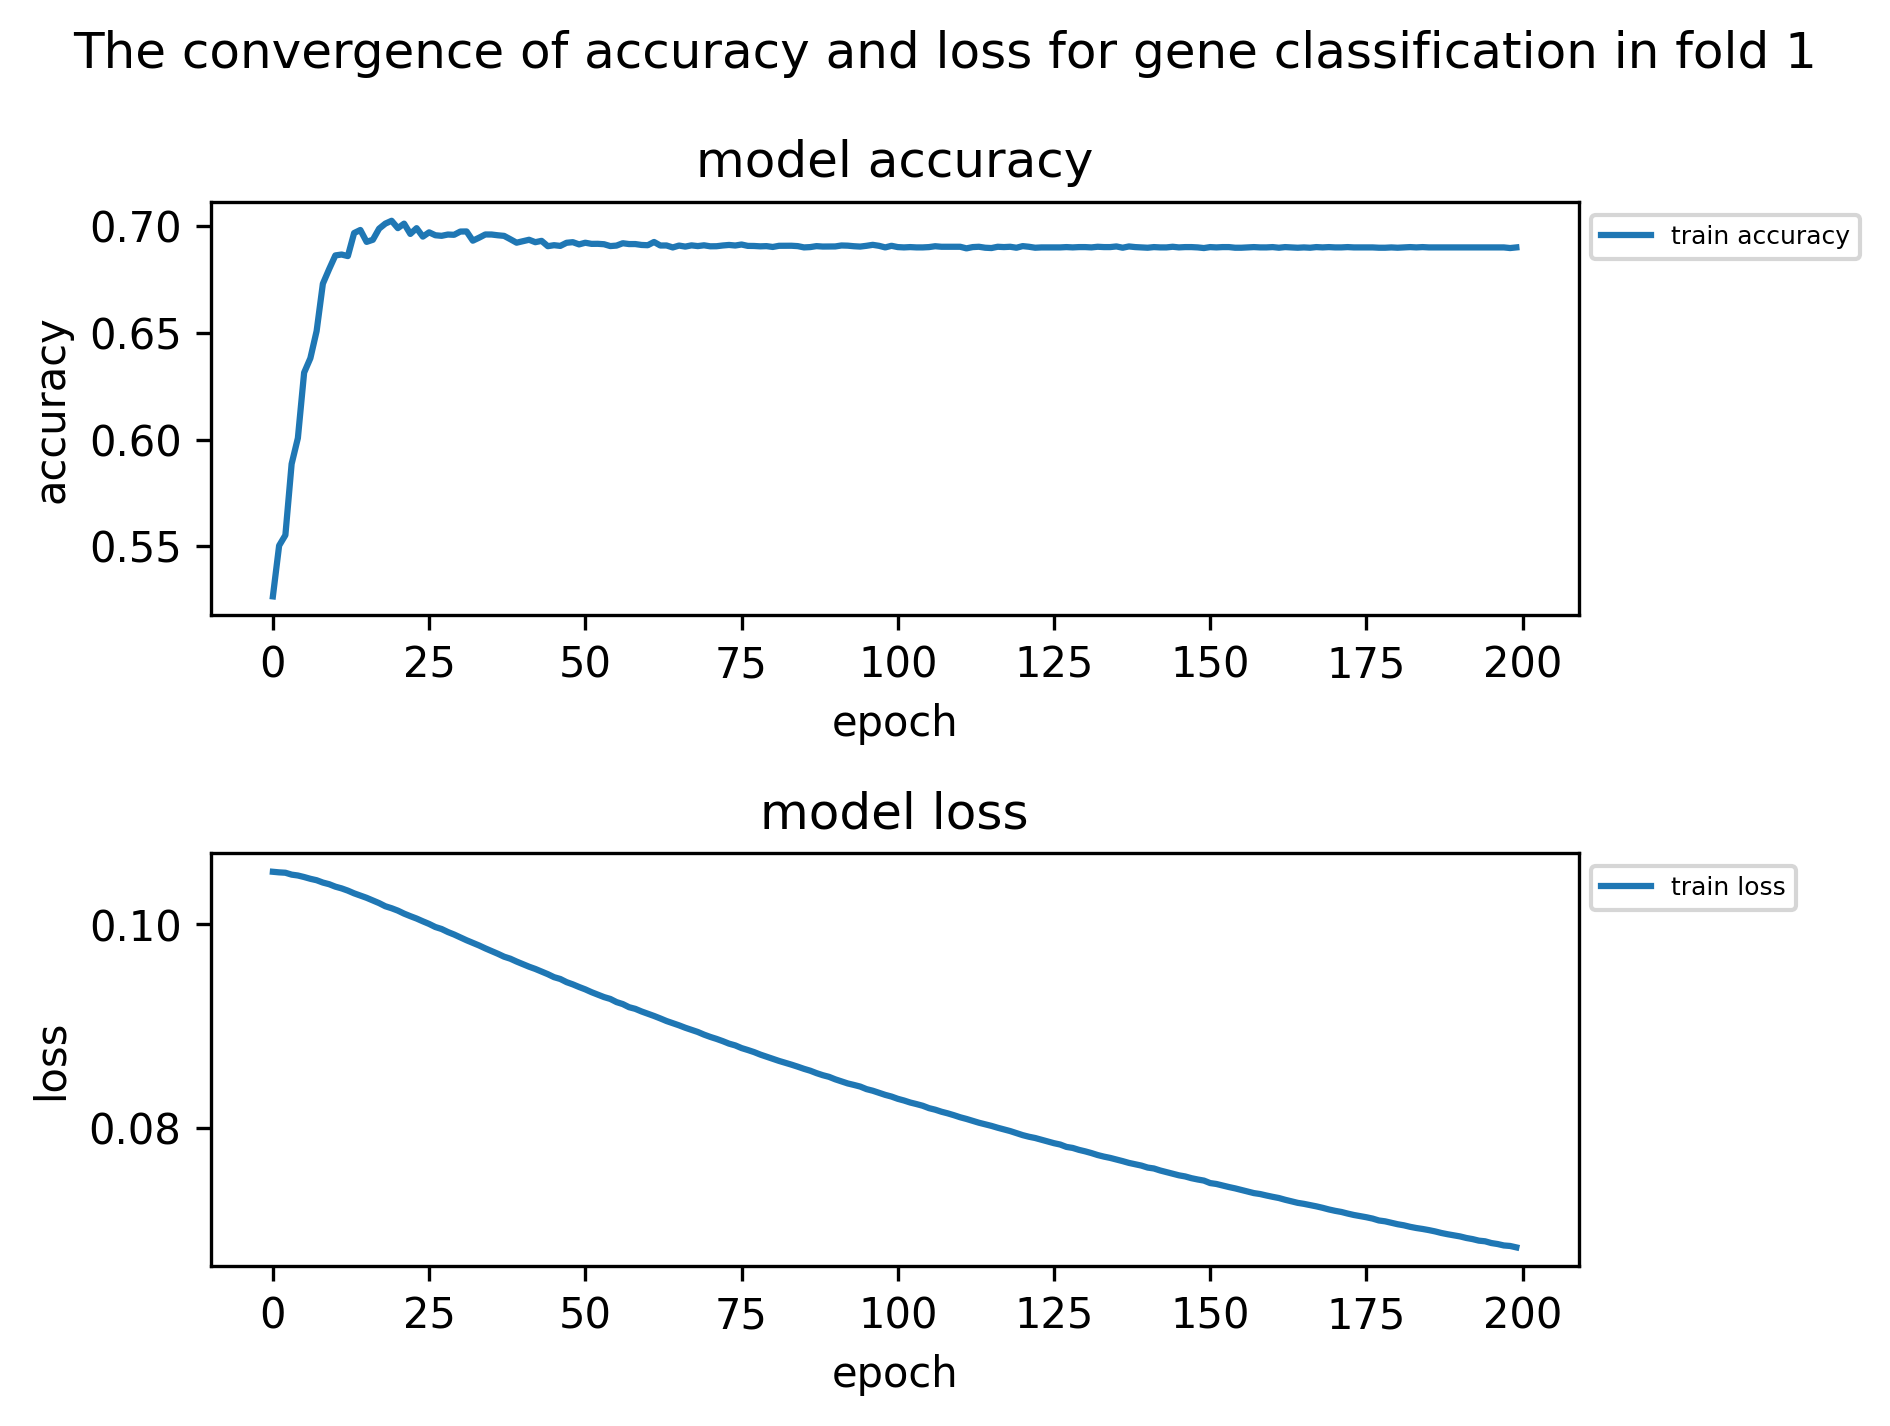 The convergence of accuracy and loss for gene classification in fold 1
model accuracy
0.70
0.65
0.60
0.55
accuracy
train accuracy
0 25 50 75 100 125 150 175 200
epoch
model loss
0.10
0.08
loss
train loss
0 25 50 75 100 125 150 175 200
epoch